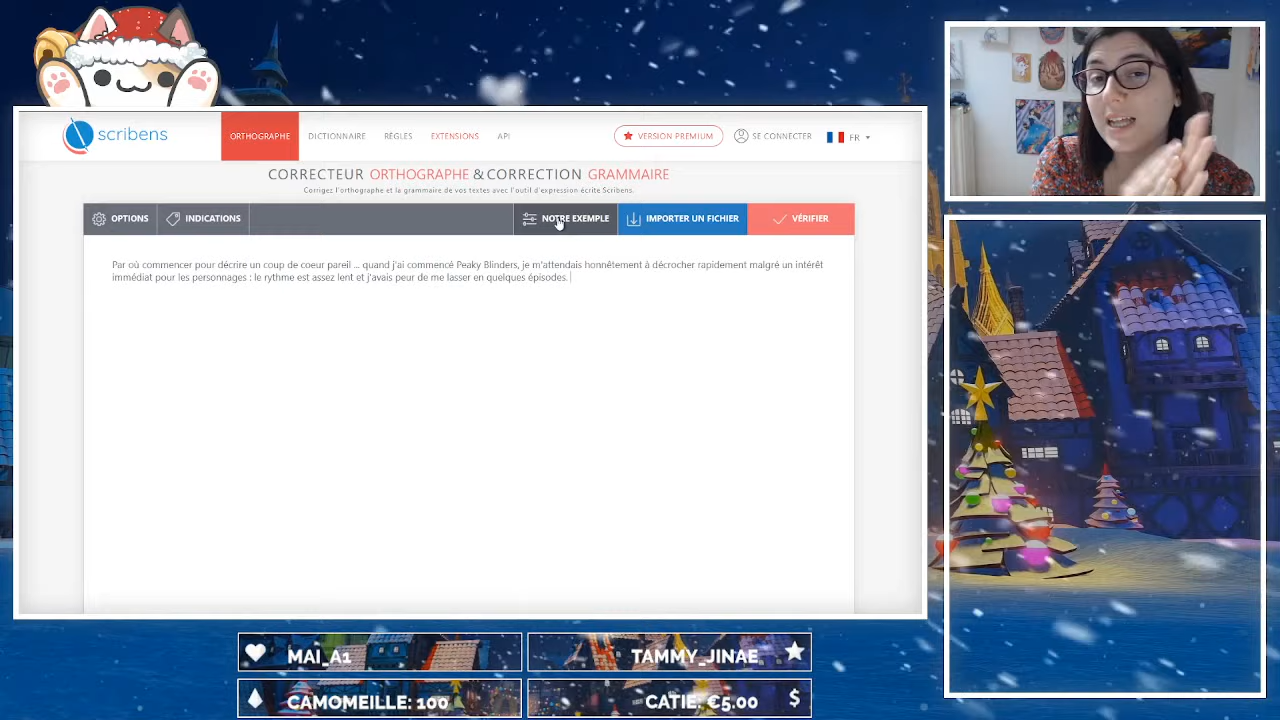 scribens
ORTHOGRAPHE DICTIONNAIRE RÈGLES EXTENSIONS API VERSION PREMIUM SE CONNECTER FR
CORRECTEUR ORTHOGRAPHE & CORRECTION GRAMMAIRE
Corrigez l'orthographe et la grammaire de vos textes avec l'outil d'expression écrite Scribens.
OPTIONS INDICATIONS NOTRE EXEMPLE IMPORTER UN FICHIER VÉRIFIER
Par où commencer pour décrire un coup de coeur pareil ... quand j'ai commencé Peaky Blinders, je m'attendais honnêtement à décrocher rapidement malgré un intérêt
immédiat pour les personnages : le rythme est assez lent et j'avais peur de me lasser en quelques épisodes.
MAI_A1 TAMMY_JINAE
CAMOMEILLE: 100 CATIE: €5.00 $